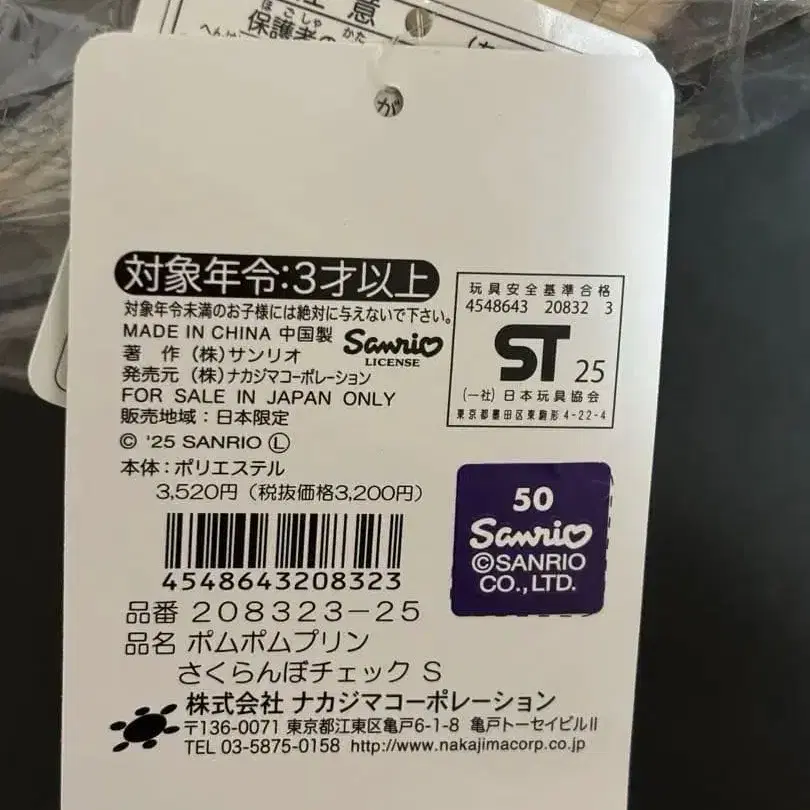 注 意
ほごしゃ かた
保護者の
が
対象年令:3才以上
対象年令未満のお子様には絶対に与えないで下さい。
MADE IN CHINA 中国製
著 作 (株)サンリオ
発売元 (株)ナカジマコーポレーション
FOR SALE IN JAPAN ONLY
販売地域:日本限定
© '25 SANRIO Ⓛ
本体:ポリエステル
3,520円(税抜価格3,200円)
Sanrio
LICENSE
玩具安全基準合格
4548643 20832 3
ST 25
(一社)日本玩具協会
東京都墨田区東駒形4-22-4
50
Sanrio
©SANRIO
CO.,LTD.
4548643208323
品番 208323-25
品名 ポムポムプリン
さくらんぼチェック S
株式会社 ナカジマコーポレーション
〒136-0071 東京都江東区亀戸6-1-8 亀戸トーセイビルⅡ
TEL 03-5875-0158 http://www.nakajimacorp.co.jp